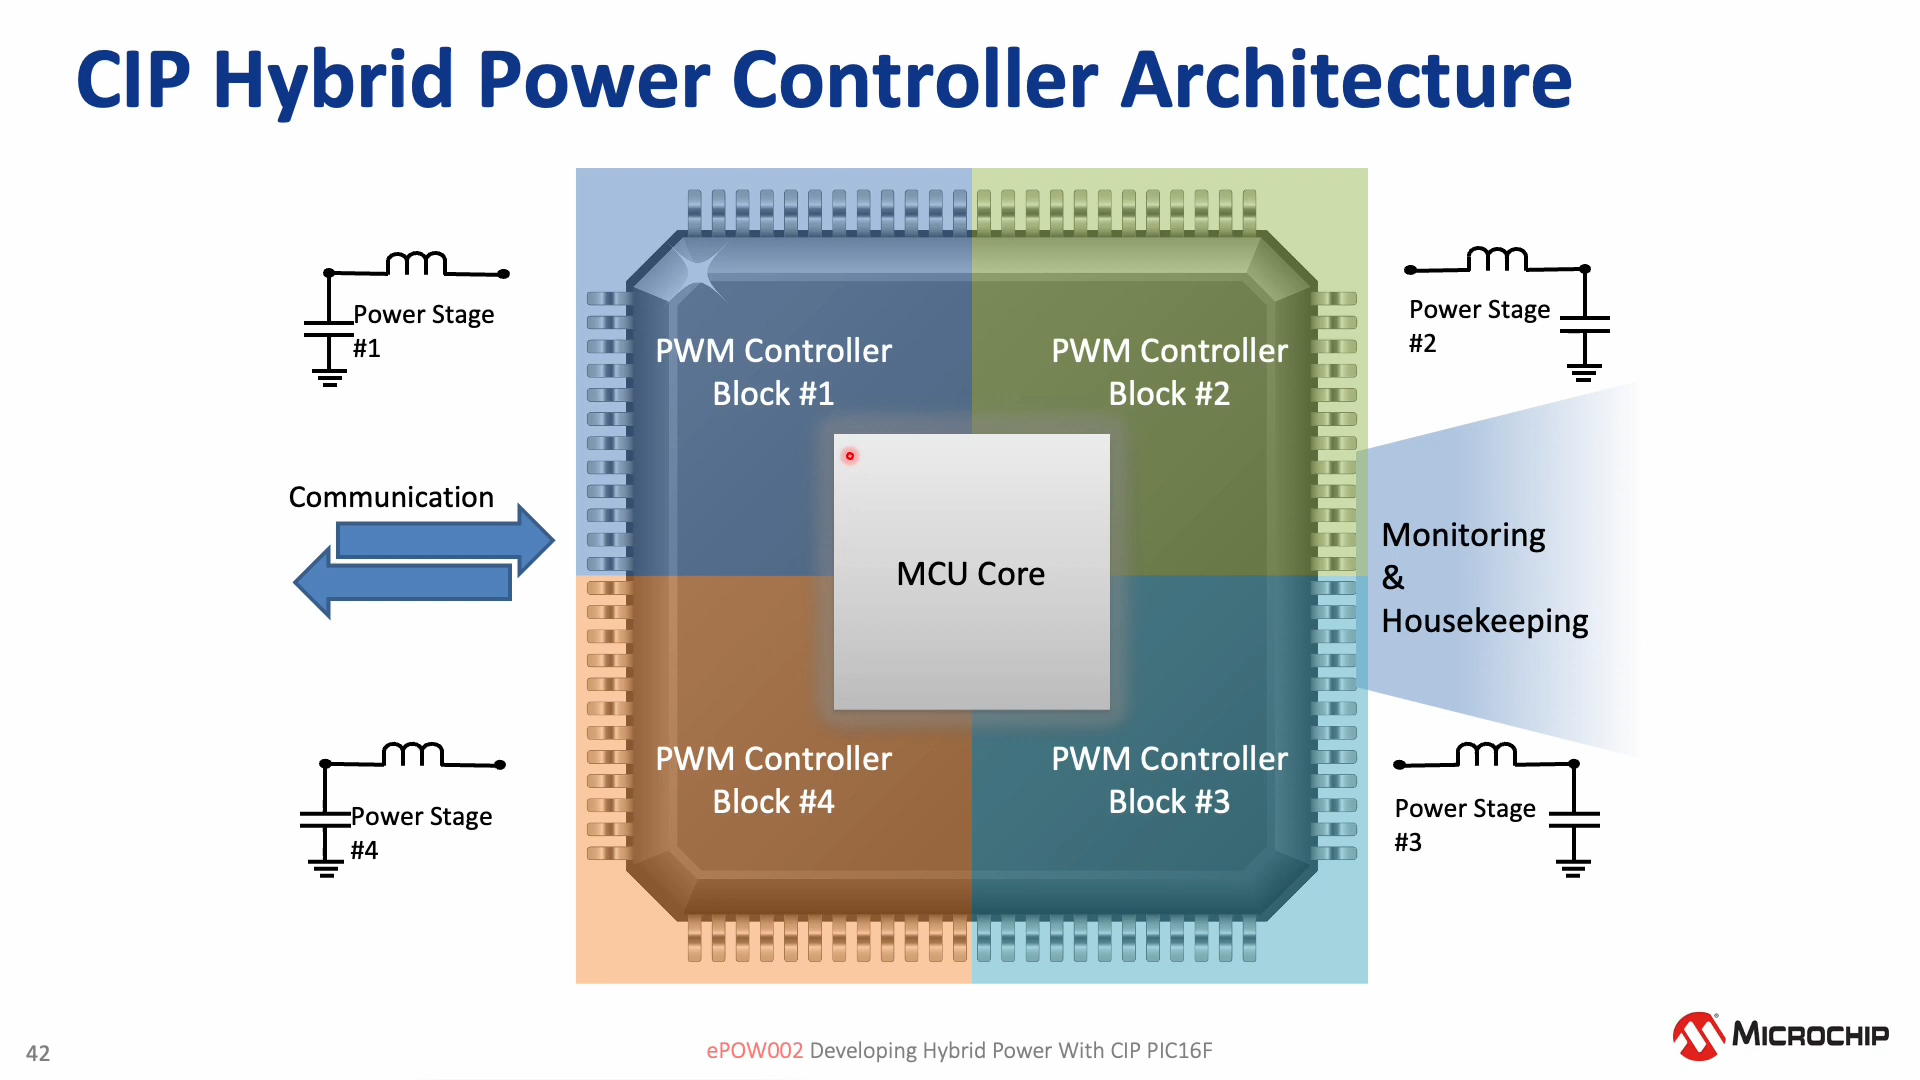 CIP Hybrid Power Controller Architecture
Power Stage
#1
Power Stage
#2
PWM Controller
Block #1
PWM Controller
Block #2
Communication
MCU Core
Monitoring
&
Housekeeping
PWM Controller
Block #4
PWM Controller
Block #3
Power Stage
#4
Power Stage
#3
42
ePOW002 Developing Hybrid Power With CIP PIC16F
MICROCHIP